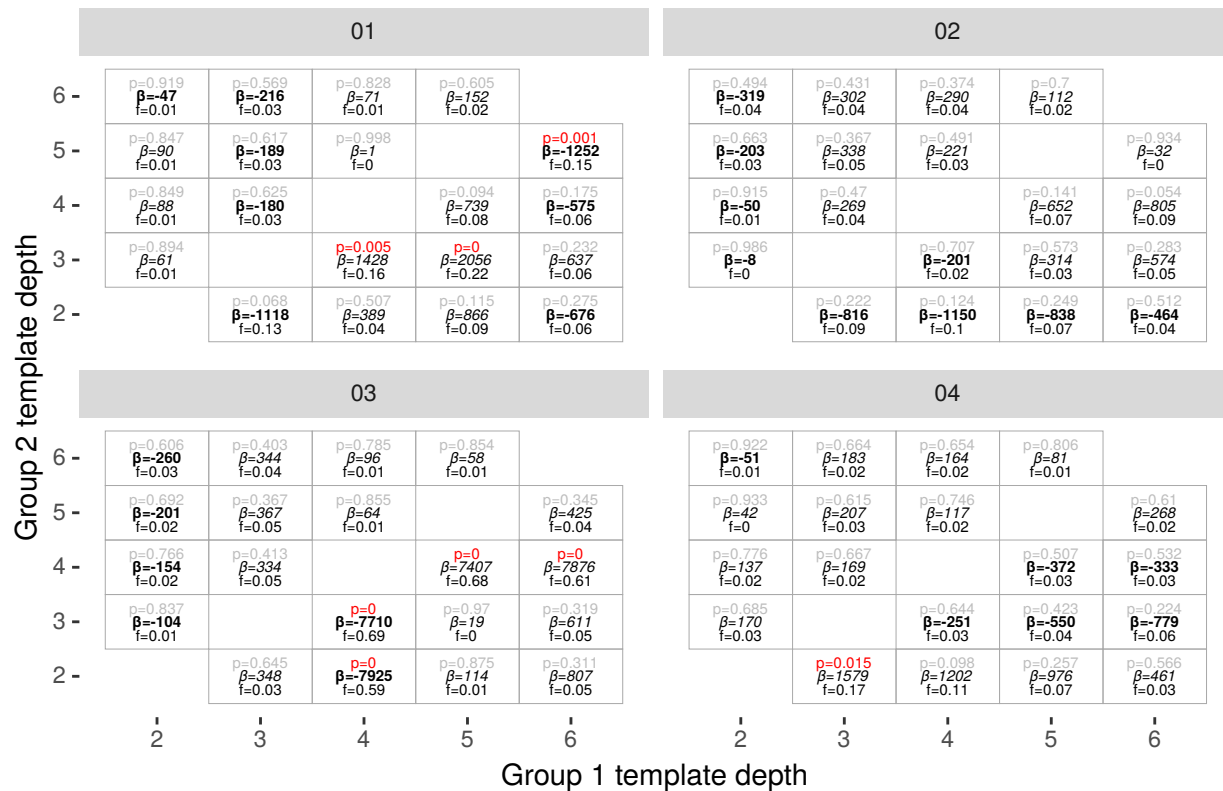 01
02
p=0.919 p=0.569 p=0.828 p=0.605
β=-47 β=-216 β=71 β=152
f=0.01 f=0.03 f=0.01 f=0.02
p=0.494 p=0.431 p=0.374 p=0.7
β=-319 β=302 β=290 β=112
f=0.04 f=0.04 f=0.04 f=0.02
p=0.847 p=0.617 p=0.998 p=0.001
β=90 β=-189 β=1 β=-1252
f=0.01 f=0.03 f=0 f=0.15
p=0.663 p=0.367 p=0.491 p=0.934
β=-203 β=338 β=221 β=32
f=0.03 f=0.05 f=0.03 f=0
p=0.849 p=0.625 p=0.094 p=0.175
β=88 β=-180 β=739 β=-575
f=0.01 f=0.03 f=0.08 f=0.06
p=0.915 p=0.47 p=0.141 p=0.054
β=-50 β=269 β=652 β=805
f=0.01 f=0.04 f=0.07 f=0.09
p=0.894 p=0.005 p=0 p=0.232
β=61 β=1428 β=2056 β=637
f=0.01 f=0.16 f=0.22 f=0.06
p=0.986 p=0.707 p=0.573 p=0.283
β=-8 β=-201 β=314 β=574
f=0 f=0.02 f=0.03 f=0.05
p=0.068 p=0.507 p=0.115 p=0.275
β=-1118 β=389 β=866 β=-676
f=0.13 f=0.04 f=0.09 f=0.06
p=0.222 p=0.124 p=0.249 p=0.512
β=-816 β=-1150 β=-838 β=-464
f=0.09 f=0.1 f=0.07 f=0.04
6
5
4
3
2
Group 2 template depth
03
04
p=0.606 p=0.403 p=0.785 p=0.854
β=-260 β=344 β=96 β=58
f=0.03 f=0.04 f=0.01 f=0.01
p=0.922 p=0.664 p=0.654 p=0.806
β=-51 β=183 β=164 β=81
f=0.01 f=0.02 f=0.02 f=0.01
p=0.692 p=0.367 p=0.855 p=0.345
β=-201 β=367 β=64 β=425
f=0.02 f=0.05 f=0.01 f=0.04
p=0.933 p=0.615 p=0.746 p=0.61
β=42 β=207 β=117 β=268
f=0 f=0.03 f=0.02 f=0.02
p=0.766 p=0.413 p=0 p=0
β=-154 β=334 β=7407 β=7876
f=0.02 f=0.05 f=0.68 f=0.61
p=0.776 p=0.667 p=0.507 p=0.532
β=137 β=169 β=-372 β=-333
f=0.02 f=0.02 f=0.03 f=0.03
p=0.837 p=0 p=0.97 p=0.319
β=-104 β=-7710 β=19 β=611
f=0.01 f=0.69 f=0 f=0.05
p=0.685 p=0.644 p=0.423 p=0.224
β=170 β=-251 β=-550 β=-779
f=0.03 f=0.03 f=0.04 f=0.06
p=0.645 p=0 p=0.875 p=0.311
β=348 β=-7925 β=114 β=807
f=0.03 f=0.59 f=0.01 f=0.05
p=0.015 p=0.098 p=0.257 p=0.566
β=1579 β=1202 β=976 β=461
f=0.17 f=0.11 f=0.07 f=0.03
6
5
4
3
2
2 3 4 5 6
2 3 4 5 6
Group 1 template depth